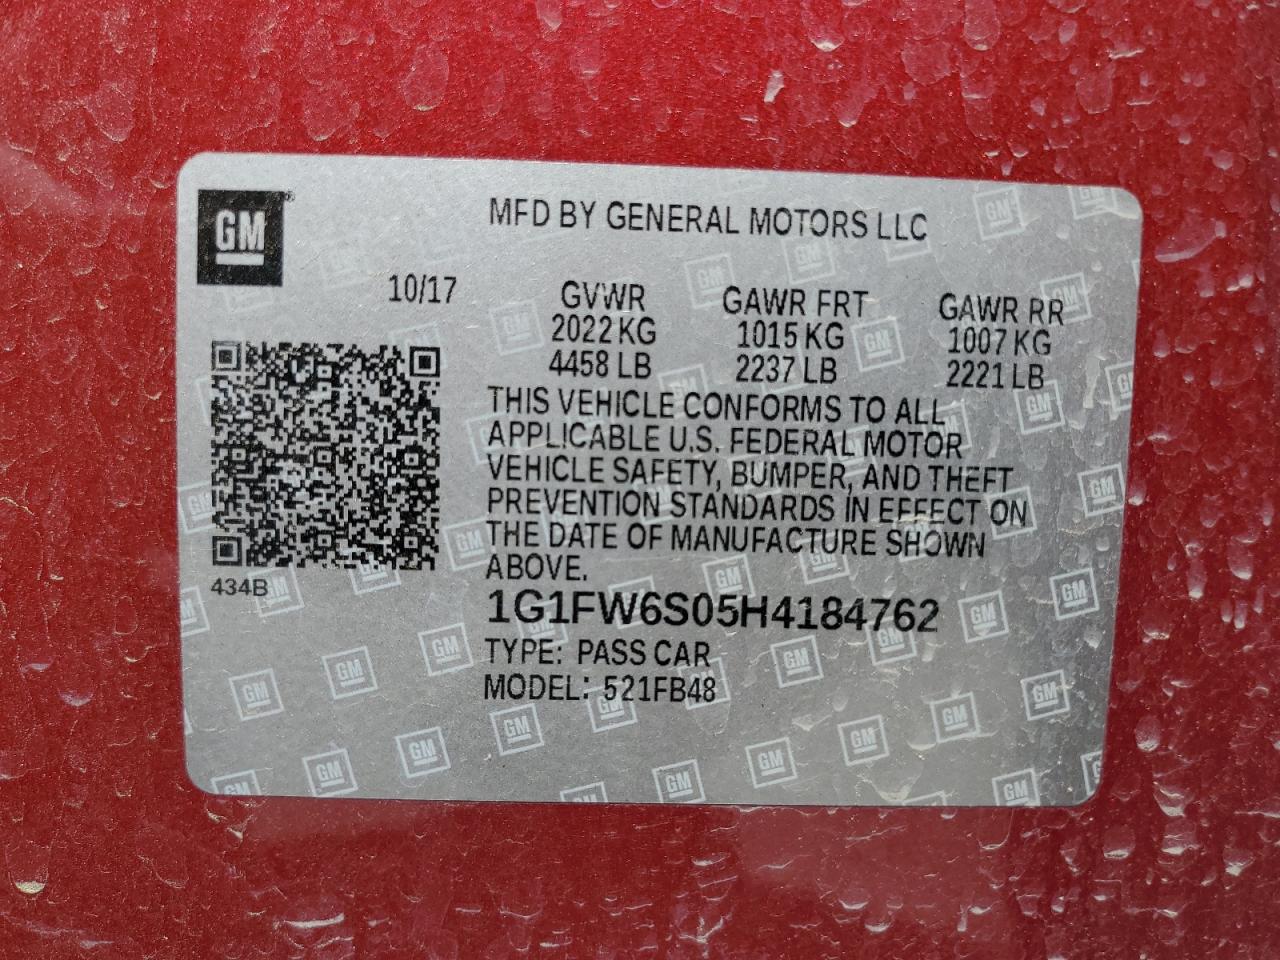 GM
MFD BY GENERAL MOTORS LLC
10/17
GVWR GAWR FRT GAWR RR
2022 KG 1015 KG 1007 KG
4458 LB 2237 LB 2221 LB
THIS VEHICLE CONFORMS TO ALL
APPLICABLE U.S. FEDERAL MOTOR
VEHICLE SAFETY, BUMPER, AND THEFT
PREVENTION STANDARDS IN EFFECT ON
THE DATE OF MANUFACTURE SHOWN
ABOVE.
434B
1G1FW6S05H4184762
TYPE: PASS CAR
MODEL: 521FB48